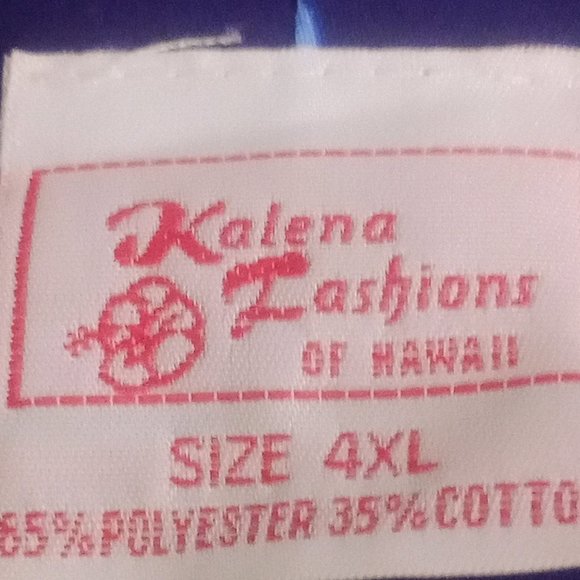 Kalena
Fashions
OF HAWAII
SIZE 4XL
65% POLYESTER 35% COTTO